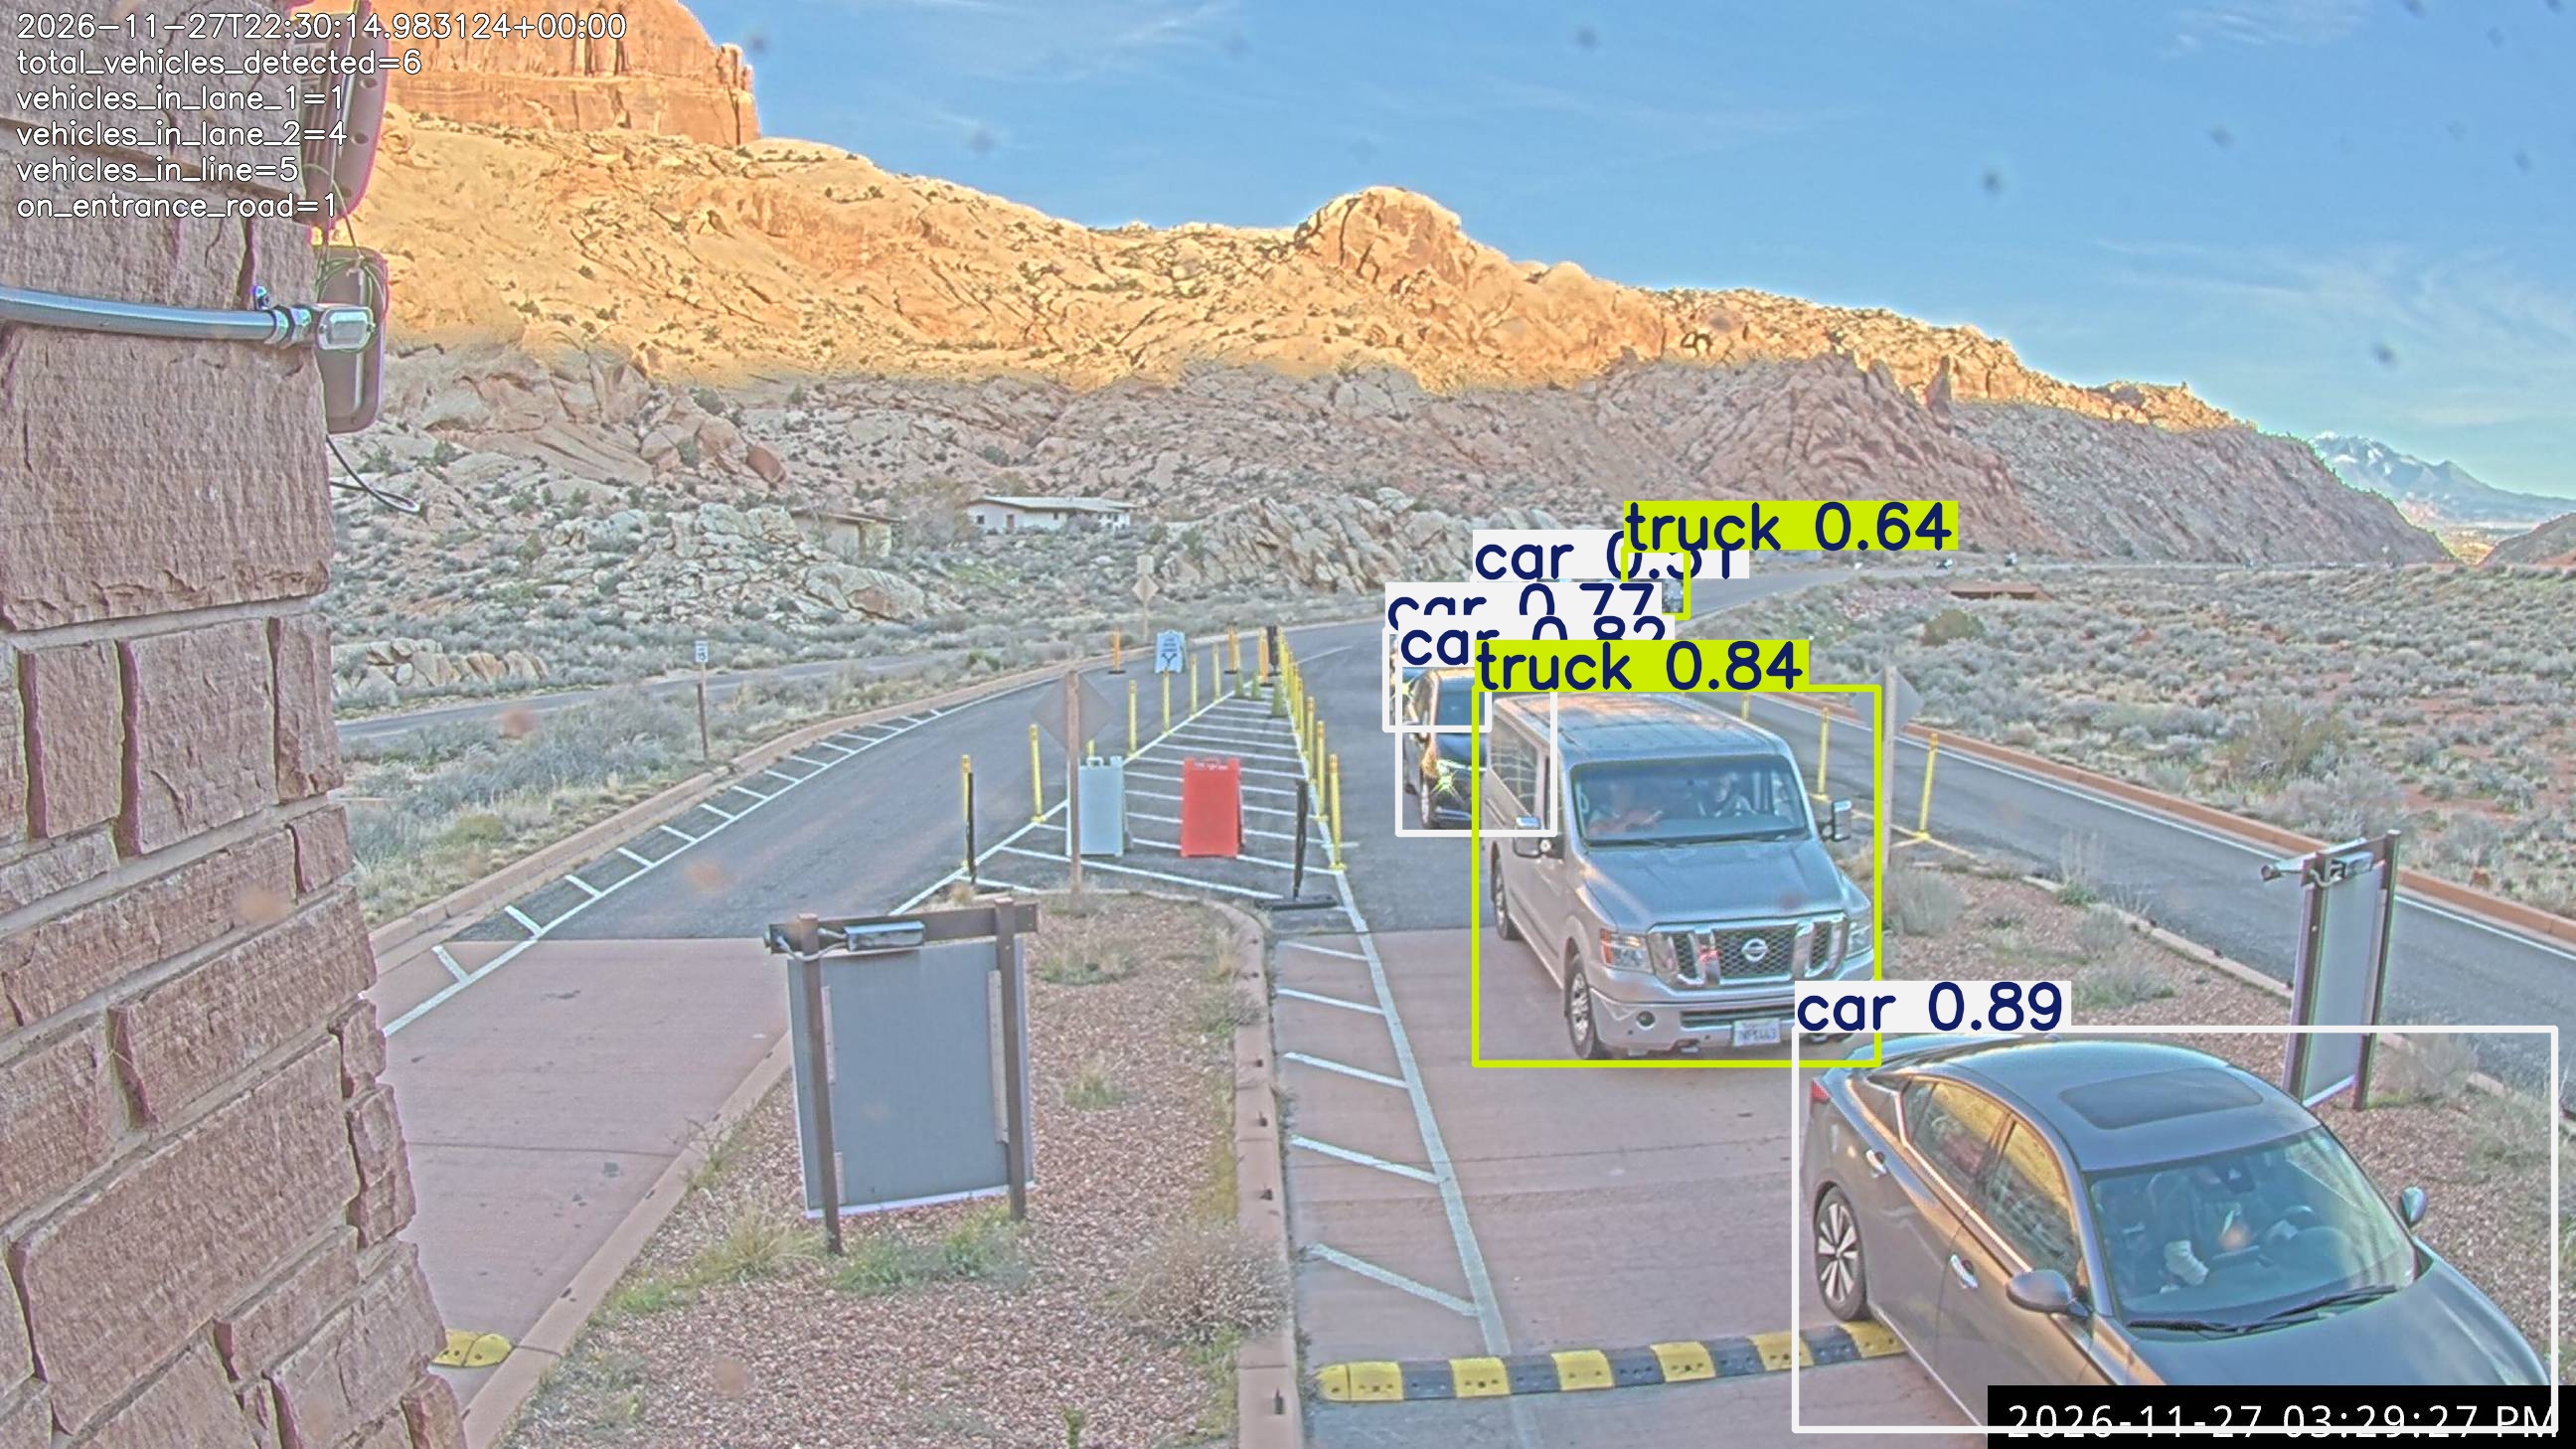 2026-11-27T22:30:14.983124+00:00
total_vehicles_detected=6
vehicles_in_lane_1=1
vehicles_in_lane_2=4
vehicles_in_line=5
on_entrance_road=1
truck 0.64
car 0.51
car 0.77
car 0.82
truck 0.84
car 0.89
2026-11-27 03:29:27 PM